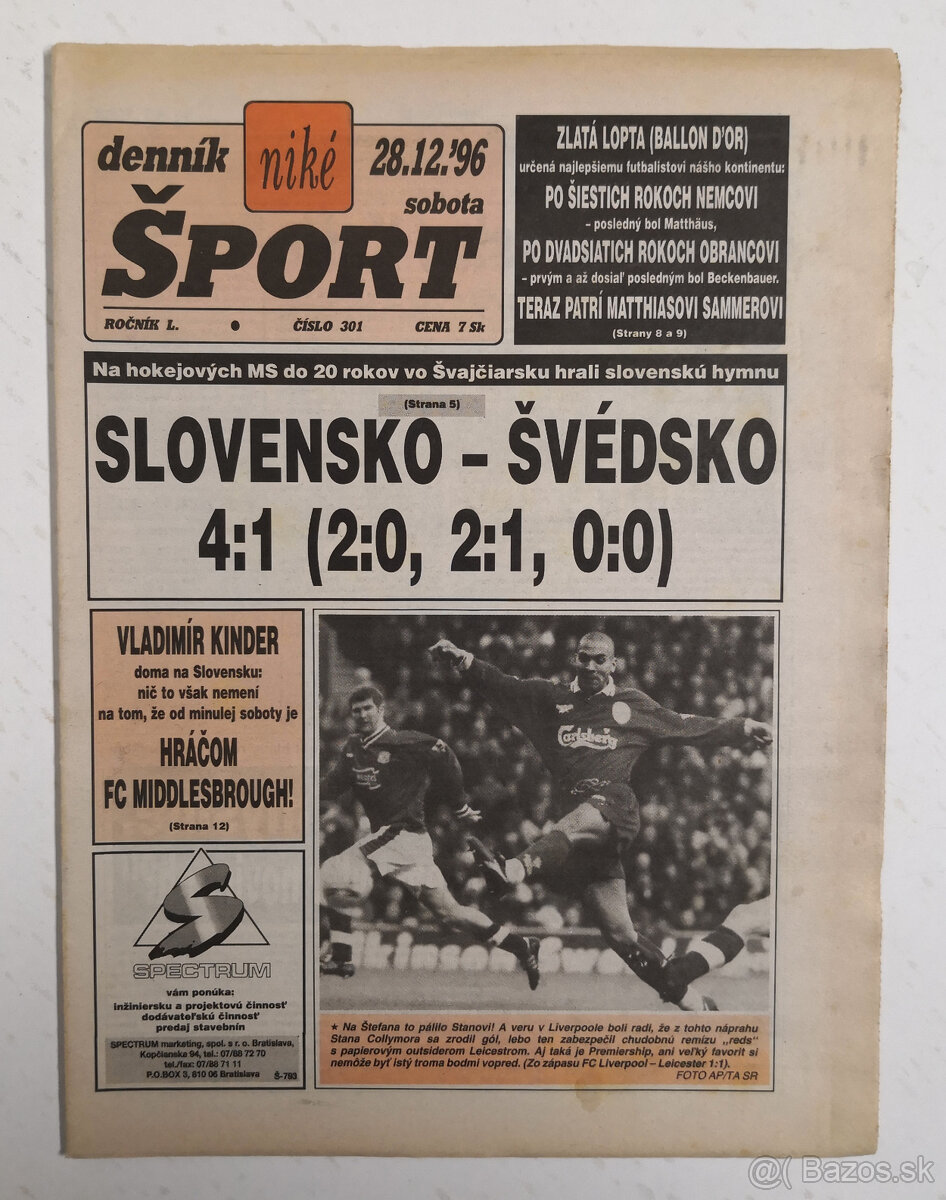 denník
niké
28.12.'96
sobota
ŠPORT
ROČNÍK L. • ČÍSLO 301 CENA 7 Sk
ZLATÁ LOPTA (BALLON D'OR)
určená najlepšiemu futbalistovi nášho kontinentu:
PO ŠIESTICH ROKOCH NEMCOVI
– posledný bol Matthäus,
PO DVADSIATICH ROKOCH OBRANCOVI
– prvým a až dosiaľ posledným bol Beckenbauer.
TERAZ PATRÍ MATTHIASOVI SAMMEROVI
(Strany 8 a 9)
Na hokejových MS do 20 rokov vo Švajčiarsku hrali slovenskú hymnu
(Strana 5)
SLOVENSKO – ŠVÉDSKO
4:1 (2:0, 2:1, 0:0)
VLADIMÍR KINDER
doma na Slovensku:
nič to však nemení
na tom, že od minulej soboty je
HRÁČOM
FC MIDDLESBROUGH!
(Strana 12)
SPECTRUM
vám ponúka:
inžiniersku a projektovú činnosť
dodávateľskú činnosť
predaj stavebnín
SPECTRUM marketing, spol. s r. o. Bratislava,
Kopčianska 94, tel.: 07/88 72 70
tel./fax: 07/88 71 11
P.O.BOX 3, 810 06 Bratislava Š-793
Carlsberg
★ Na Štefana to pálilo Stanovi! A veru v Liverpoole boli radi, že z tohto náprahu
Stana Collymora sa zrodil gól, lebo ten zabezpečil chudobnú remízu „reds"
s papierovým outsiderom Leicestrom. Aj taká je Premiership, ani veľký favorit si
nemôže byť istý troma bodmi vopred. (Zo zápasu FC Liverpool – Leicester 1:1).
FOTO AP/TA SR
@( Bazos.sk